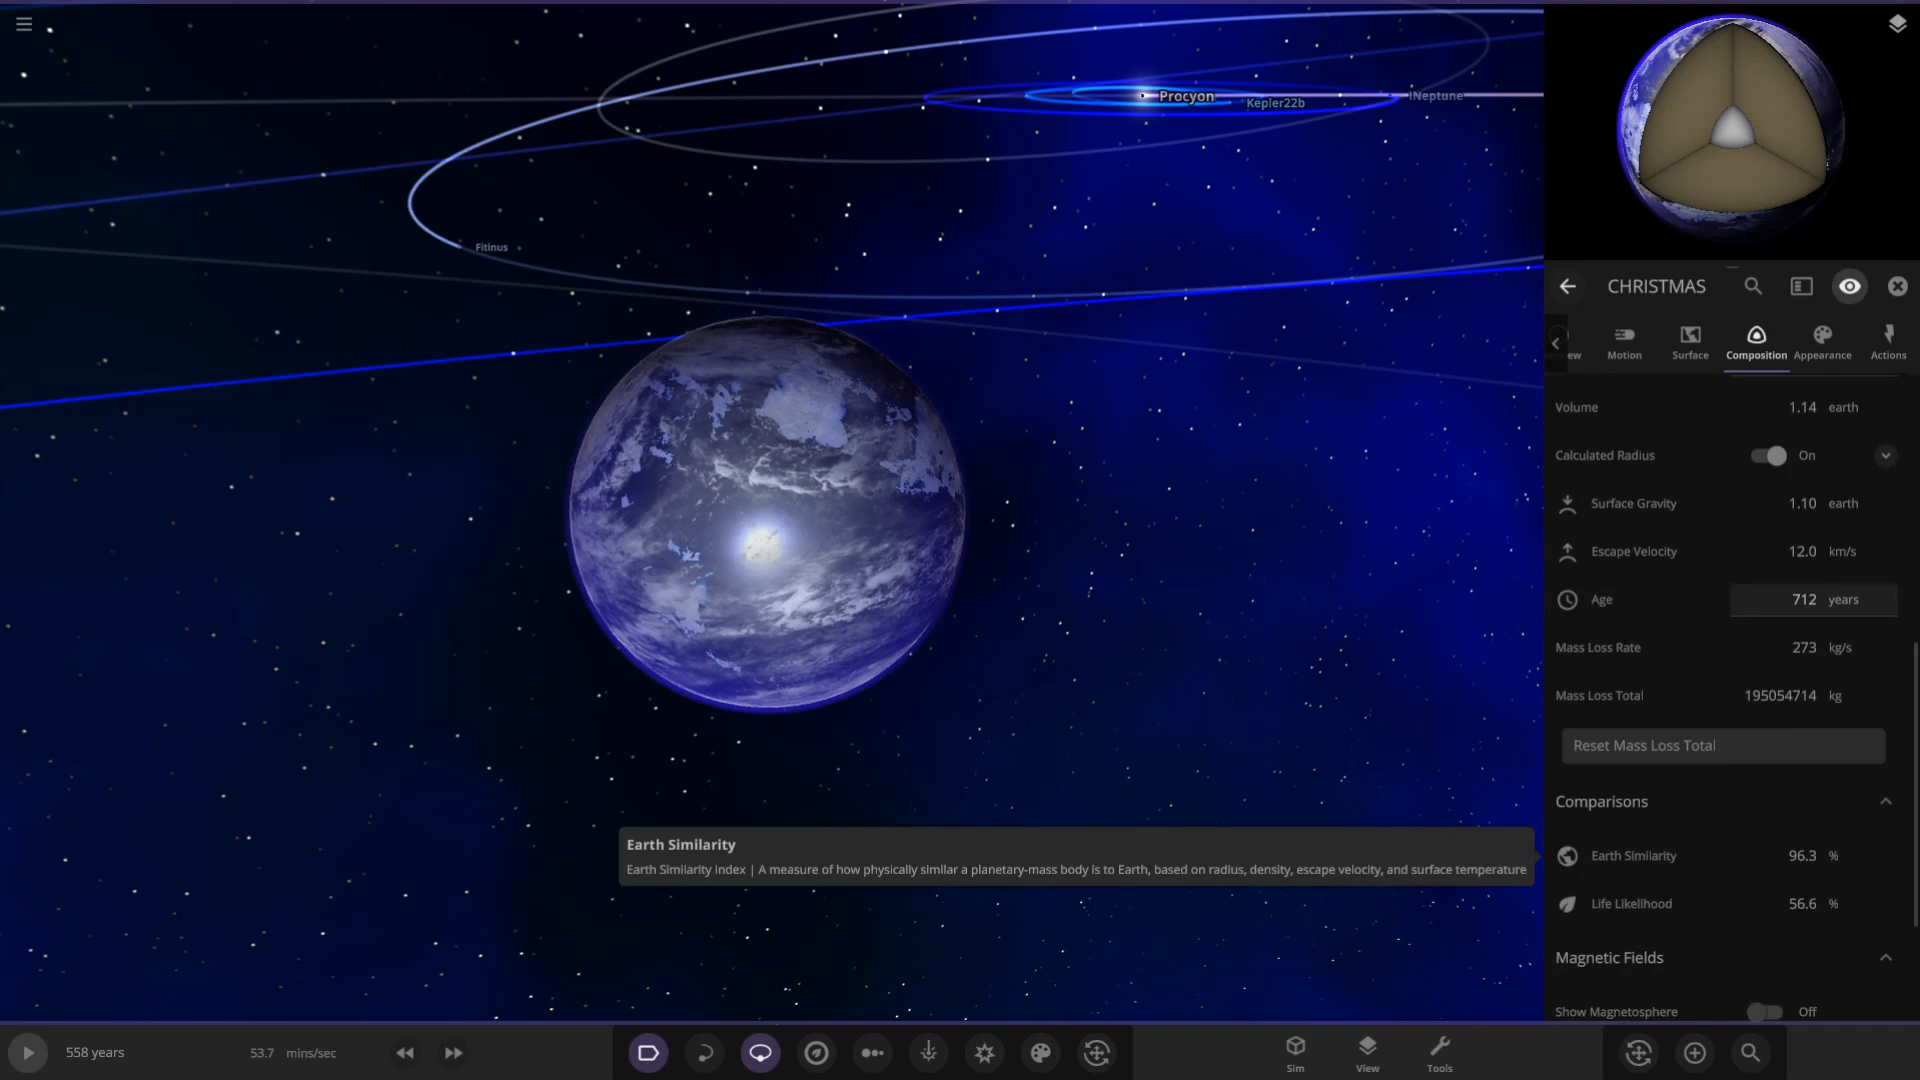 Procyon
Kepler22b
INeptune
Fitinus
CHRISTMAS
Motion
Surface
Composition
Appearance
Actions
Volume 1.14 earth
Calculated Radius On
Surface Gravity 1.10 earth
Escape Velocity 12.0 km/s
Age 712 years
Mass Loss Rate 273 kg/s
Mass Loss Total 195054714 kg
Reset Mass Loss Total
Comparisons
Earth Similarity
Earth Similarity Index | A measure of how physically similar a planetary-mass body is to Earth, based on radius, density, escape velocity, and surface temperature
Earth Similarity 96.3 %
Life Likelihood 56.6 %
Magnetic Fields
Show Magnetosphere Off
558 years
53.7 mins/sec
Sim
View
Tools